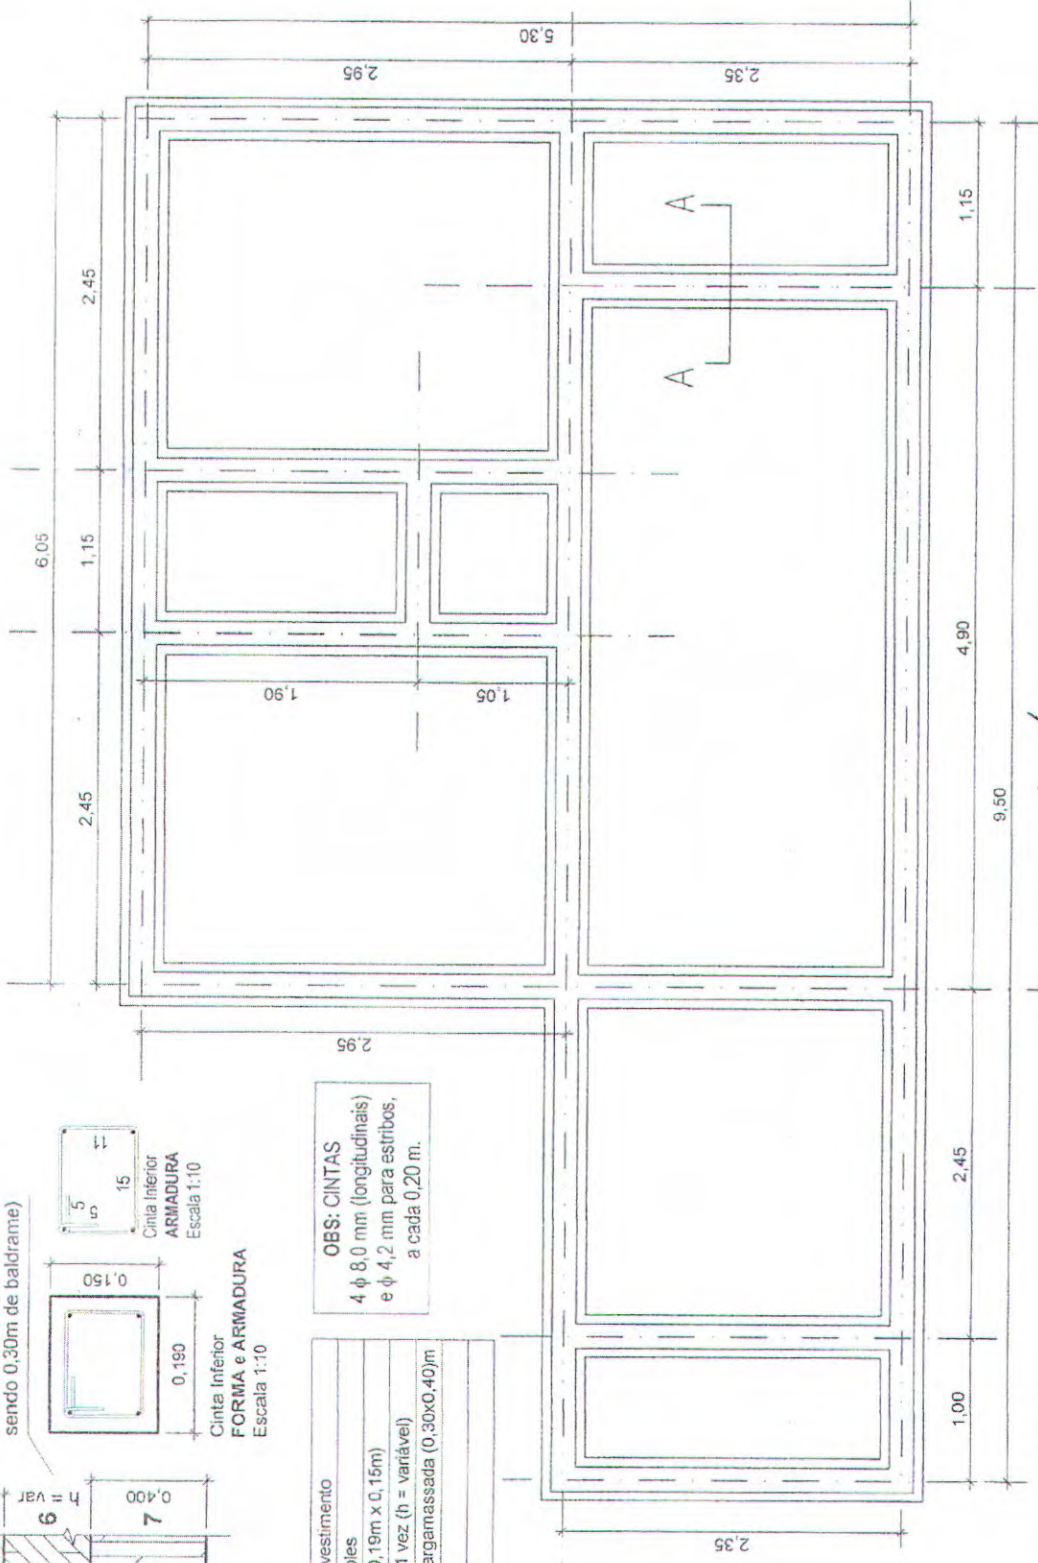 sendo 0,30m de baldrame)
h = var
6
0,400
7
0,150
0,190
Cinta Inferior
FORMA e ARMADURA
Escala 1:10
5
5
11
15
Cinta Inferior
ARMADURA
Escala 1:10
OBS: CINTAS
4 ϕ 8,0 mm (longitudinais)
e ϕ 4,2 mm para estribos,
a cada 0,20 m.
vestimento
0,19m x 0,15m)
1 vez (h = variável)
argamassada (0,30x0,40)m
6,05
2,45
1,15
2,45
5,30
2,95
2,35
1,90
1,05
2,95
2,35
A
A
1,00
2,45
4,90
1,15
9,50